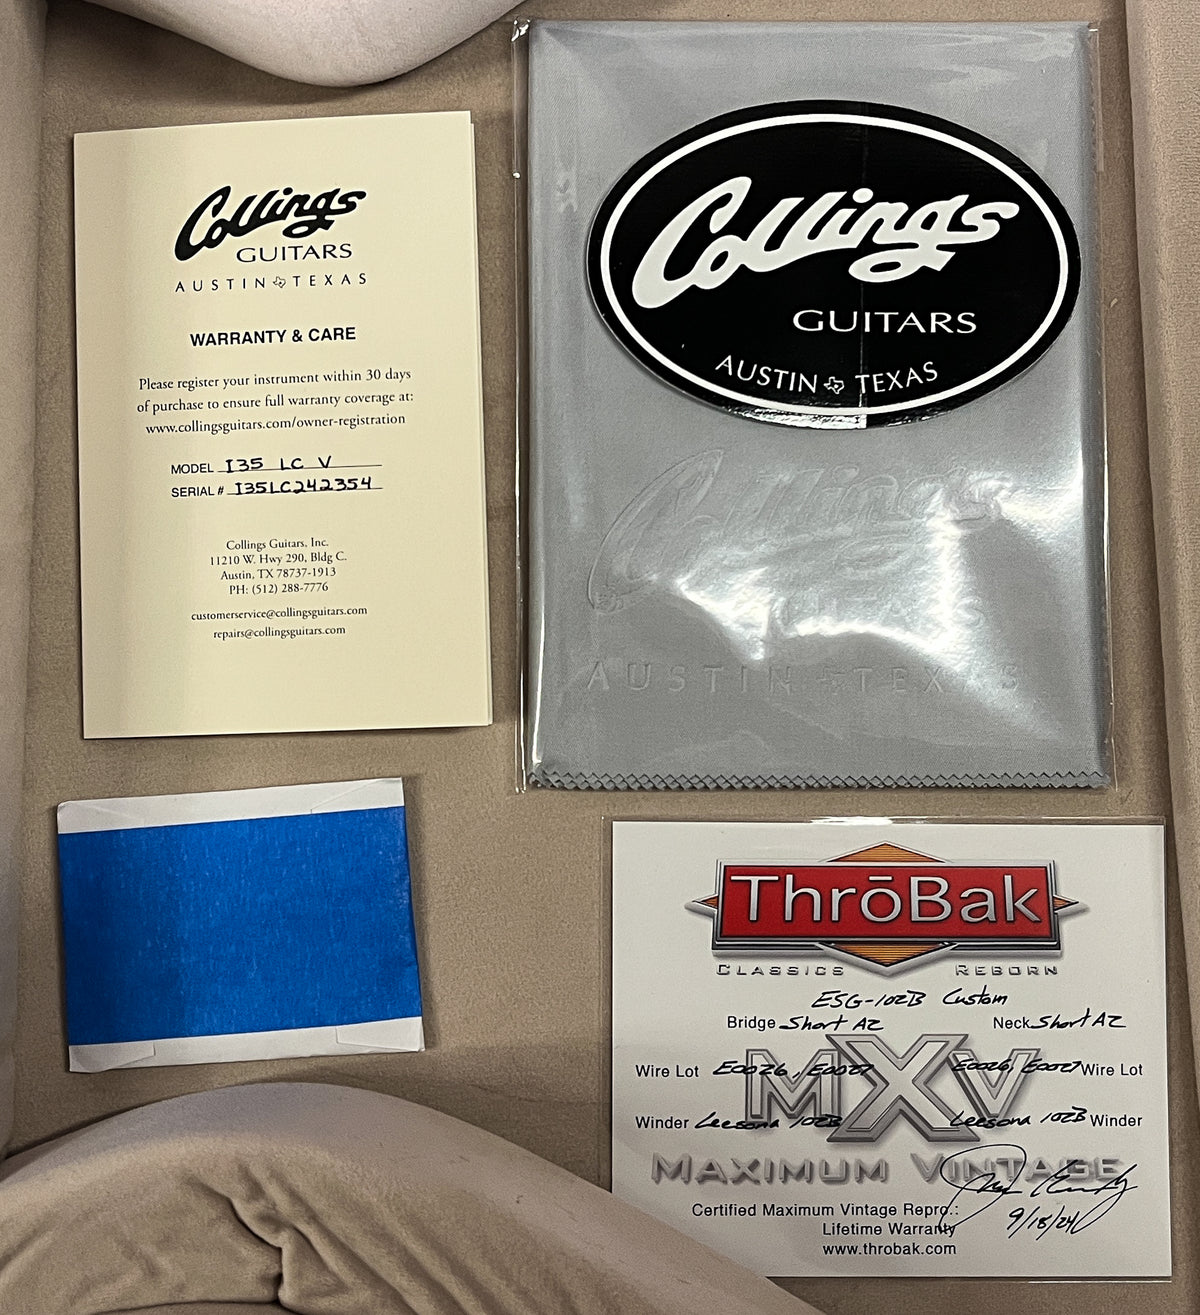 Collings
GUITARS
AUSTIN TEXAS
WARRANTY & CARE
Please register your instrument within 30 days
of purchase to ensure full warranty coverage at:
www.collingsguitars.com/owner-registration
MODEL I35 LC V
SERIAL # I35LC242354
Collings Guitars, Inc.
11210 W. Hwy 290, Bldg C.
Austin, TX 78737-1913
PH: (512) 288-7776
customerservice@collingsguitars.com
repairs@collingsguitars.com
Collings
GUITARS
AUSTIN TEXAS
Collings
GUITARS
AUSTIN TEXAS
ThrōBak
CLASSICS REBORN
ESG-102B Custom
Bridge Short A2 Neck Short A2
Wire Lot E0026, E0027 E0026, E0027 Wire Lot
MXV
Winder Leesona 102B Leesona 102B Winder
MAXIMUM VINTAGE
Certified Maximum Vintage Repro.:
Lifetime Warranty 9/18/24
www.throbak.com